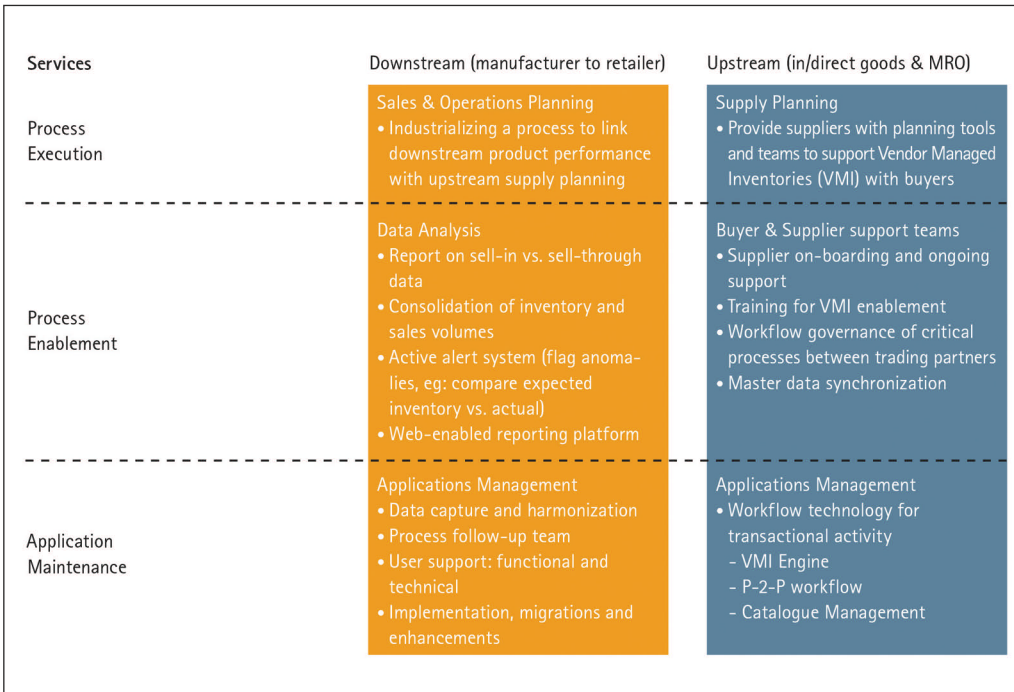 Services
Downstream (manufacturer to retailer)
Upstream (in/direct goods & MRO)
Process
Execution
Sales & Operations Planning
• Industrializing a process to link
downstream product performance
with upstream supply planning
Supply Planning
• Provide suppliers with planning tools
and teams to support Vendor Managed
Inventories (VMI) with buyers
Process
Enablement
Data Analysis
• Report on sell-in vs. sell-through
data
• Consolidation of inventory and
sales volumes
• Active alert system (flag anoma-
lies, eg: compare expected
inventory vs. actual)
• Web-enabled reporting platform
Buyer & Supplier support teams
• Supplier on-boarding and ongoing
support
• Training for VMI enablement
• Workflow governance of critical
processes between trading partners
• Master data synchronization
Application
Maintenance
Applications Management
• Data capture and harmonization
• Process follow-up team
• User support: functional and
technical
• Implementation, migrations and
enhancements
Applications Management
• Workflow technology for
transactional activity
- VMI Engine
- P-2-P workflow
- Catalogue Management